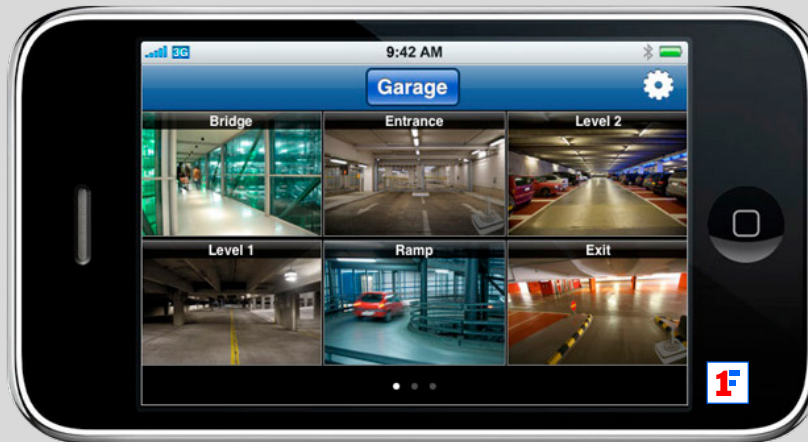 3G 9:42 AM
Garage
Bridge Entrance Level 2
Level 1 Ramp Exit
1F